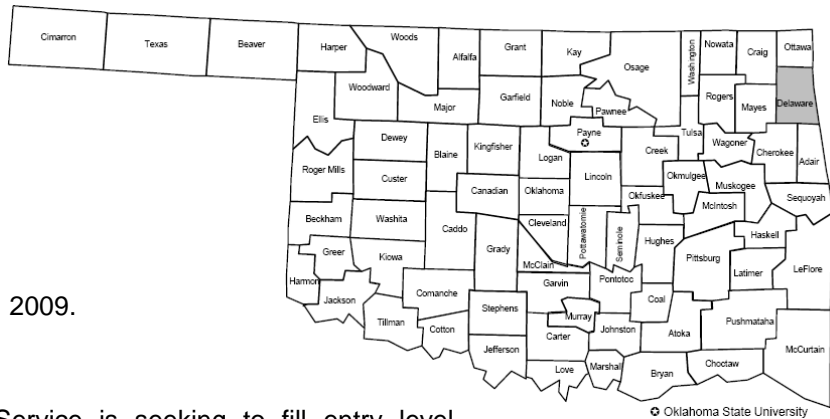 Cimarron
Texas
Beaver
Harper
Woods
Alfalfa
Grant
Kay
Osage
Washington
Nowata
Craig
Ottawa
Woodward
Major
Garfield
Noble
Pawnee
Rogers
Mayes
Delaware
Ellis
Dewey
Blaine
Kingfisher
Logan
Payne
Creek
Tulsa
Wagoner
Cherokee
Adair
Roger Mills
Custer
Canadian
Oklahoma
Lincoln
Okfuskee
Okmulgee
Muskogee
McIntosh
Sequoyah
Beckham
Washita
Caddo
Grady
Cleveland
Pottawatomie
Seminole
Hughes
Pittsburg
Haskell
Latimer
LeFlore
Greer
Kiowa
McClain
Garvin
Pontotoc
Coal
Harmon
Jackson
Comanche
Stephens
Murray
Johnston
Atoka
Pushmataha
McCurtain
2009.
Tillman
Cotton
Jefferson
Carter
Love
Marshall
Bryan
Choctaw
Oklahoma State University
Service is seeking to fill entry level